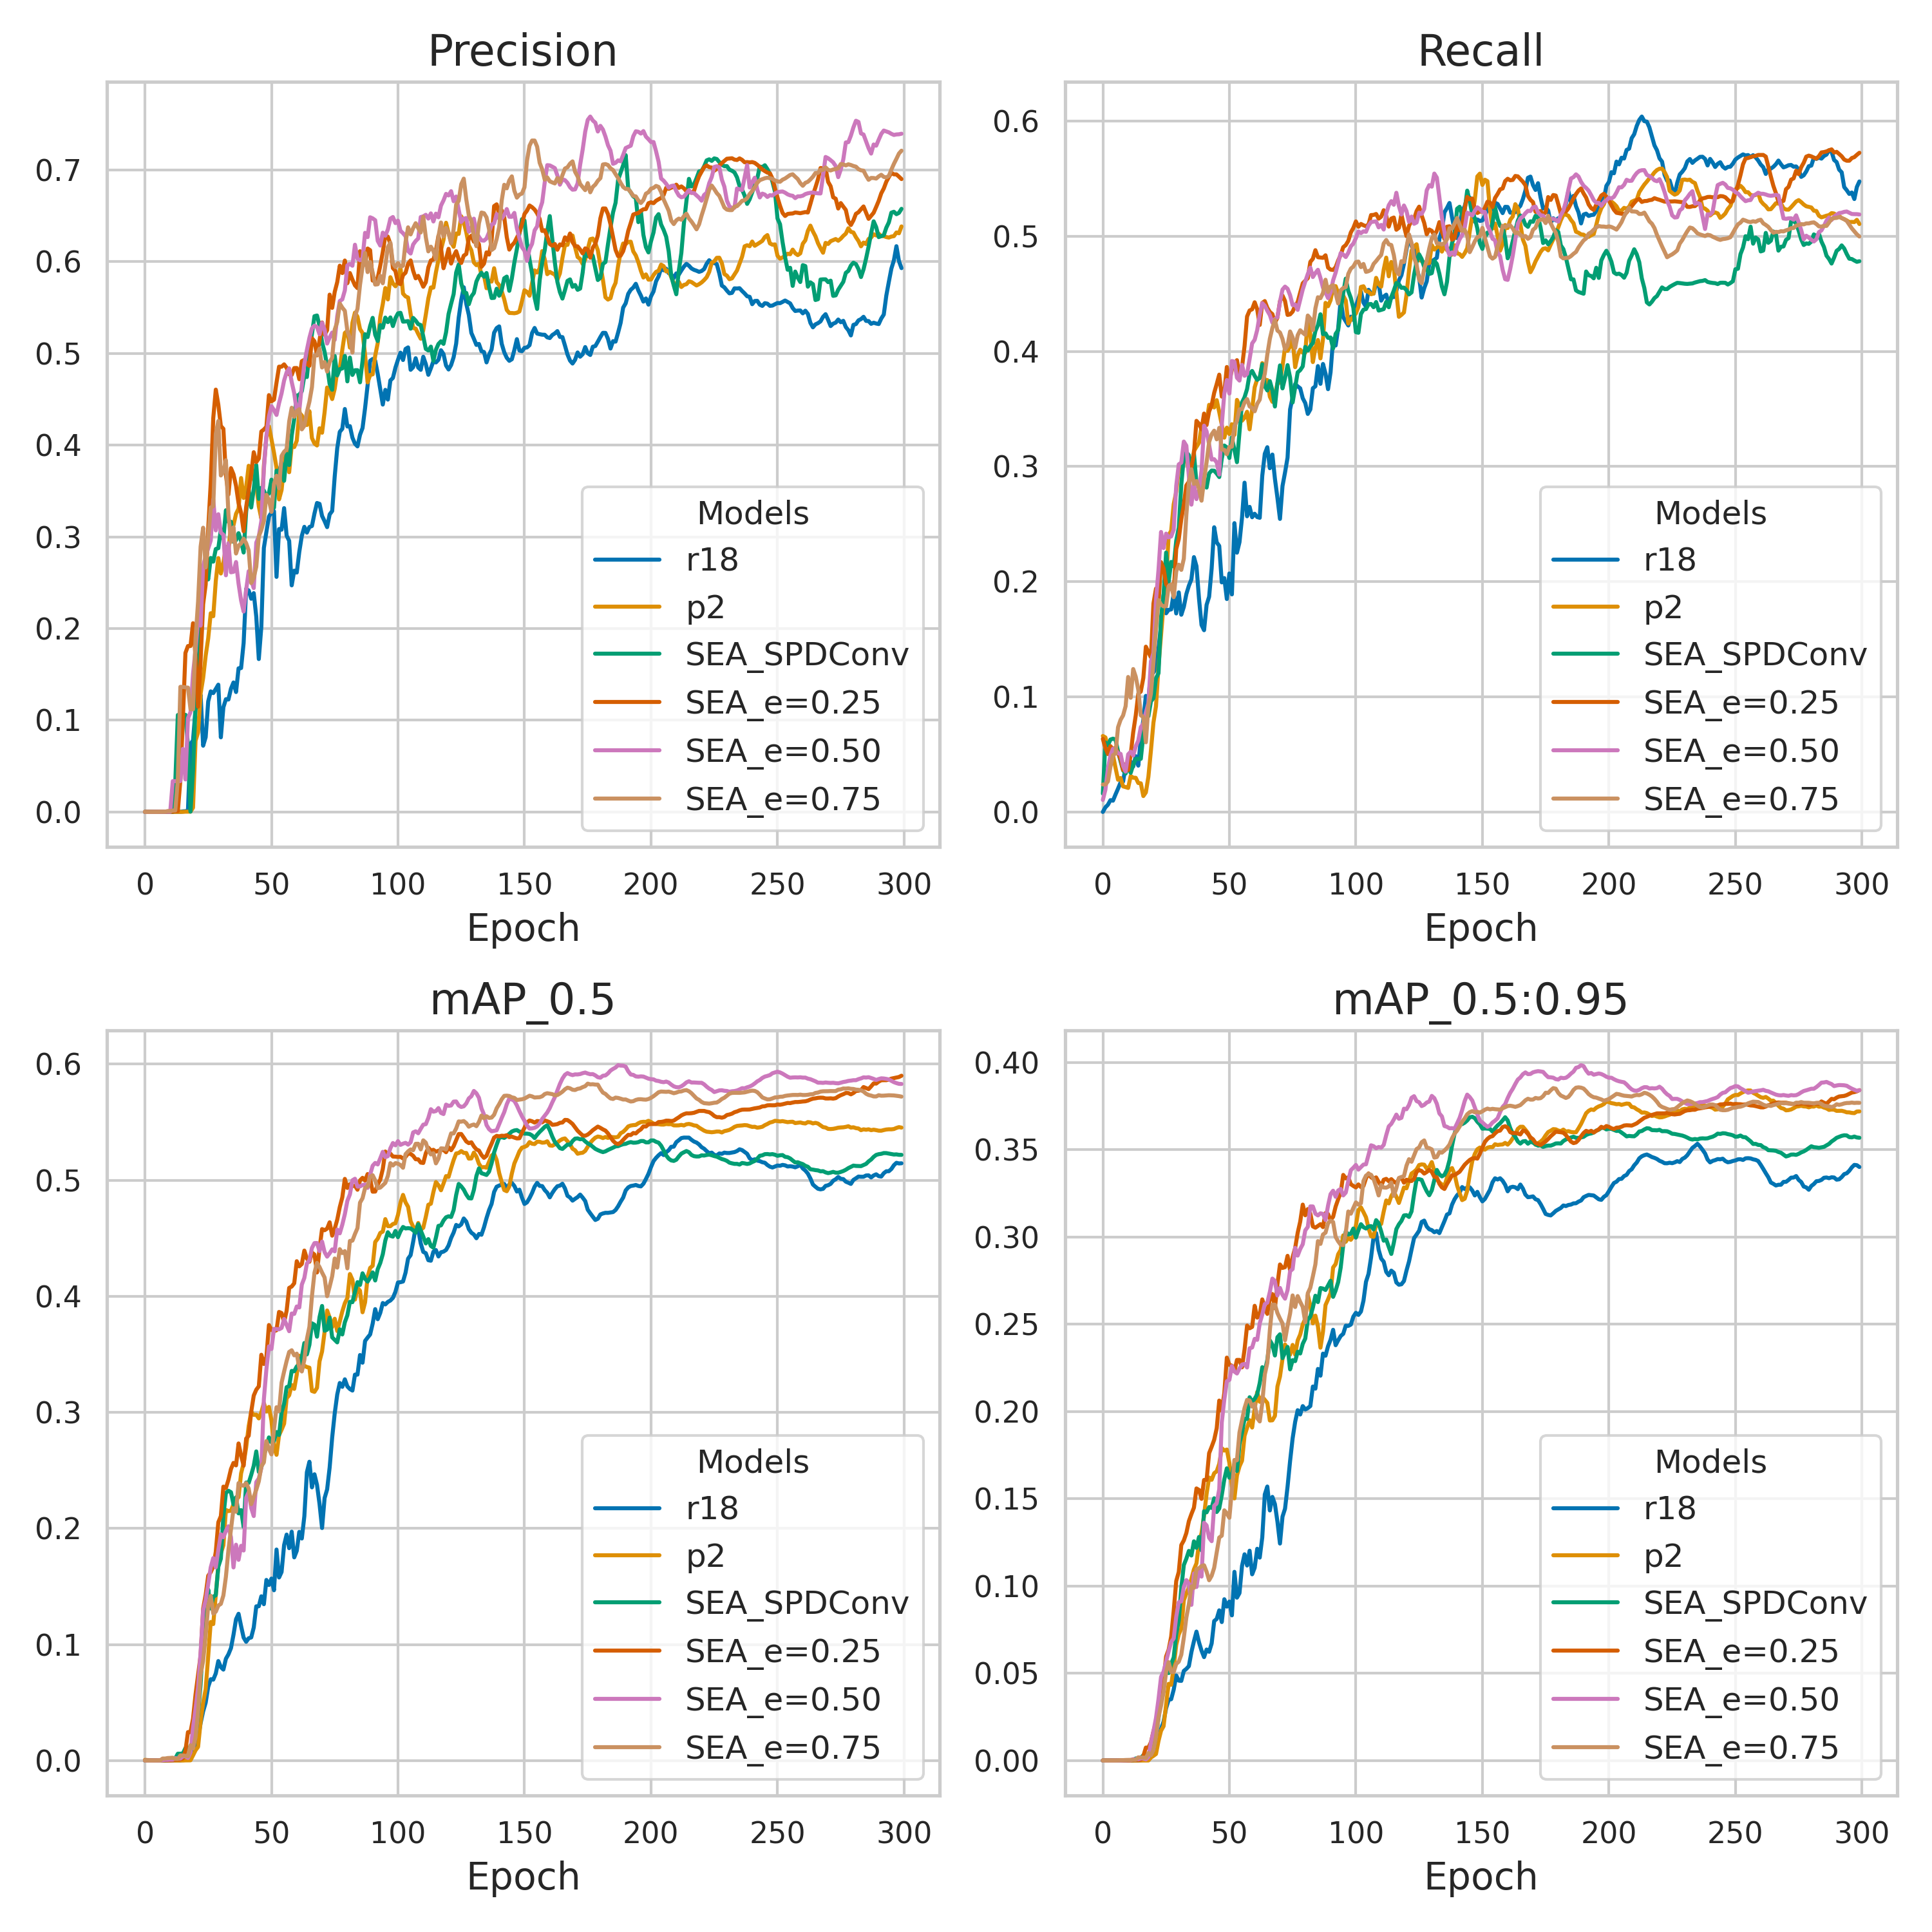 Precision
0.7
0.6
0.5
0.4
0.3
0.2
0.1
0.0
0 50 100 150 200 250 300
Epoch
Models
r18
p2
SEA_SPDConv
SEA_e=0.25
SEA_e=0.50
SEA_e=0.75
Recall
0.6
0.5
0.4
0.3
0.2
0.1
0.0
0 50 100 150 200 250 300
Epoch
Models
r18
p2
SEA_SPDConv
SEA_e=0.25
SEA_e=0.50
SEA_e=0.75
mAP_0.5
0.6
0.5
0.4
0.3
0.2
0.1
0.0
0 50 100 150 200 250 300
Epoch
Models
r18
p2
SEA_SPDConv
SEA_e=0.25
SEA_e=0.50
SEA_e=0.75
mAP_0.5:0.95
0.40
0.35
0.30
0.25
0.20
0.15
0.10
0.05
0.00
0 50 100 150 200 250 300
Epoch
Models
r18
p2
SEA_SPDConv
SEA_e=0.25
SEA_e=0.50
SEA_e=0.75